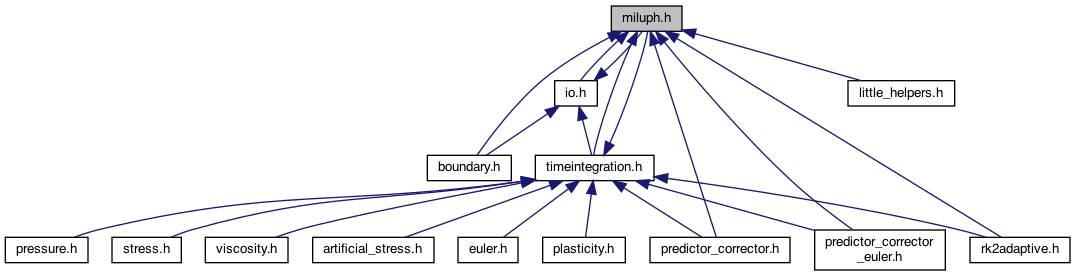 miluph.h
io.h
little_helpers.h
boundary.h
timeintegration.h
pressure.h
stress.h
viscosity.h
artificial_stress.h
euler.h
plasticity.h
predictor_corrector.h
predictor_corrector
_euler.h
rk2adaptive.h